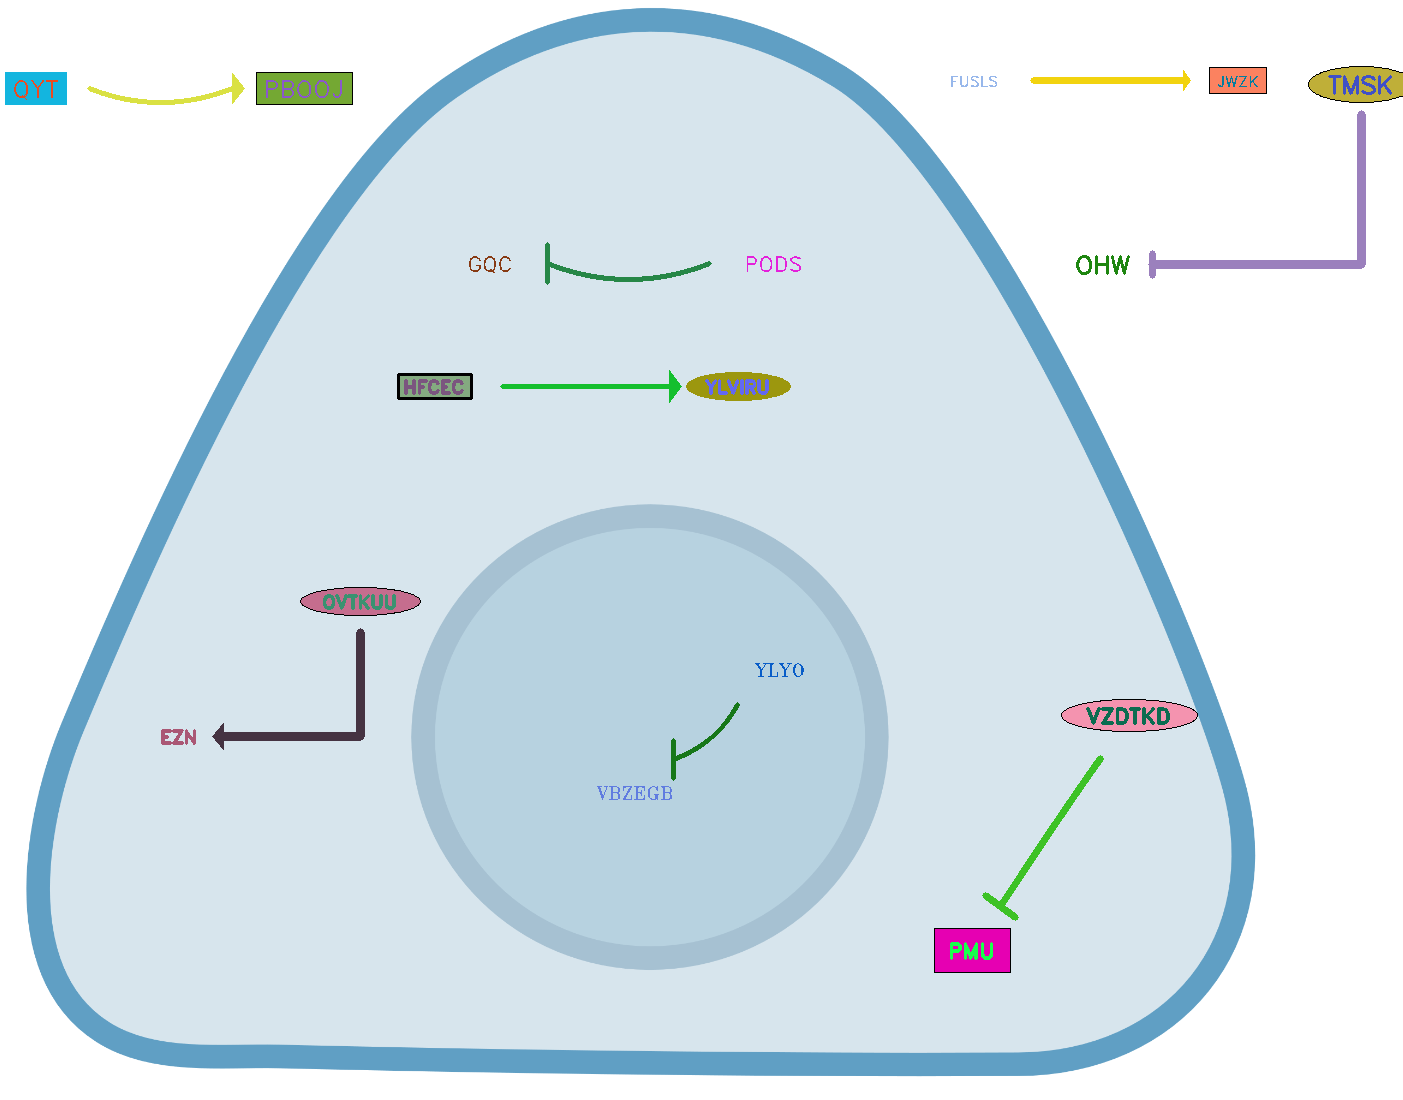 OYT
PBOOJ
FUSLS
JWZK
TMSK
GQC
PODS
OHW
HFCEC
YLVIRU
OVTKUU
EZN
YLYO
VBZEGB
VZDTKD
PMU